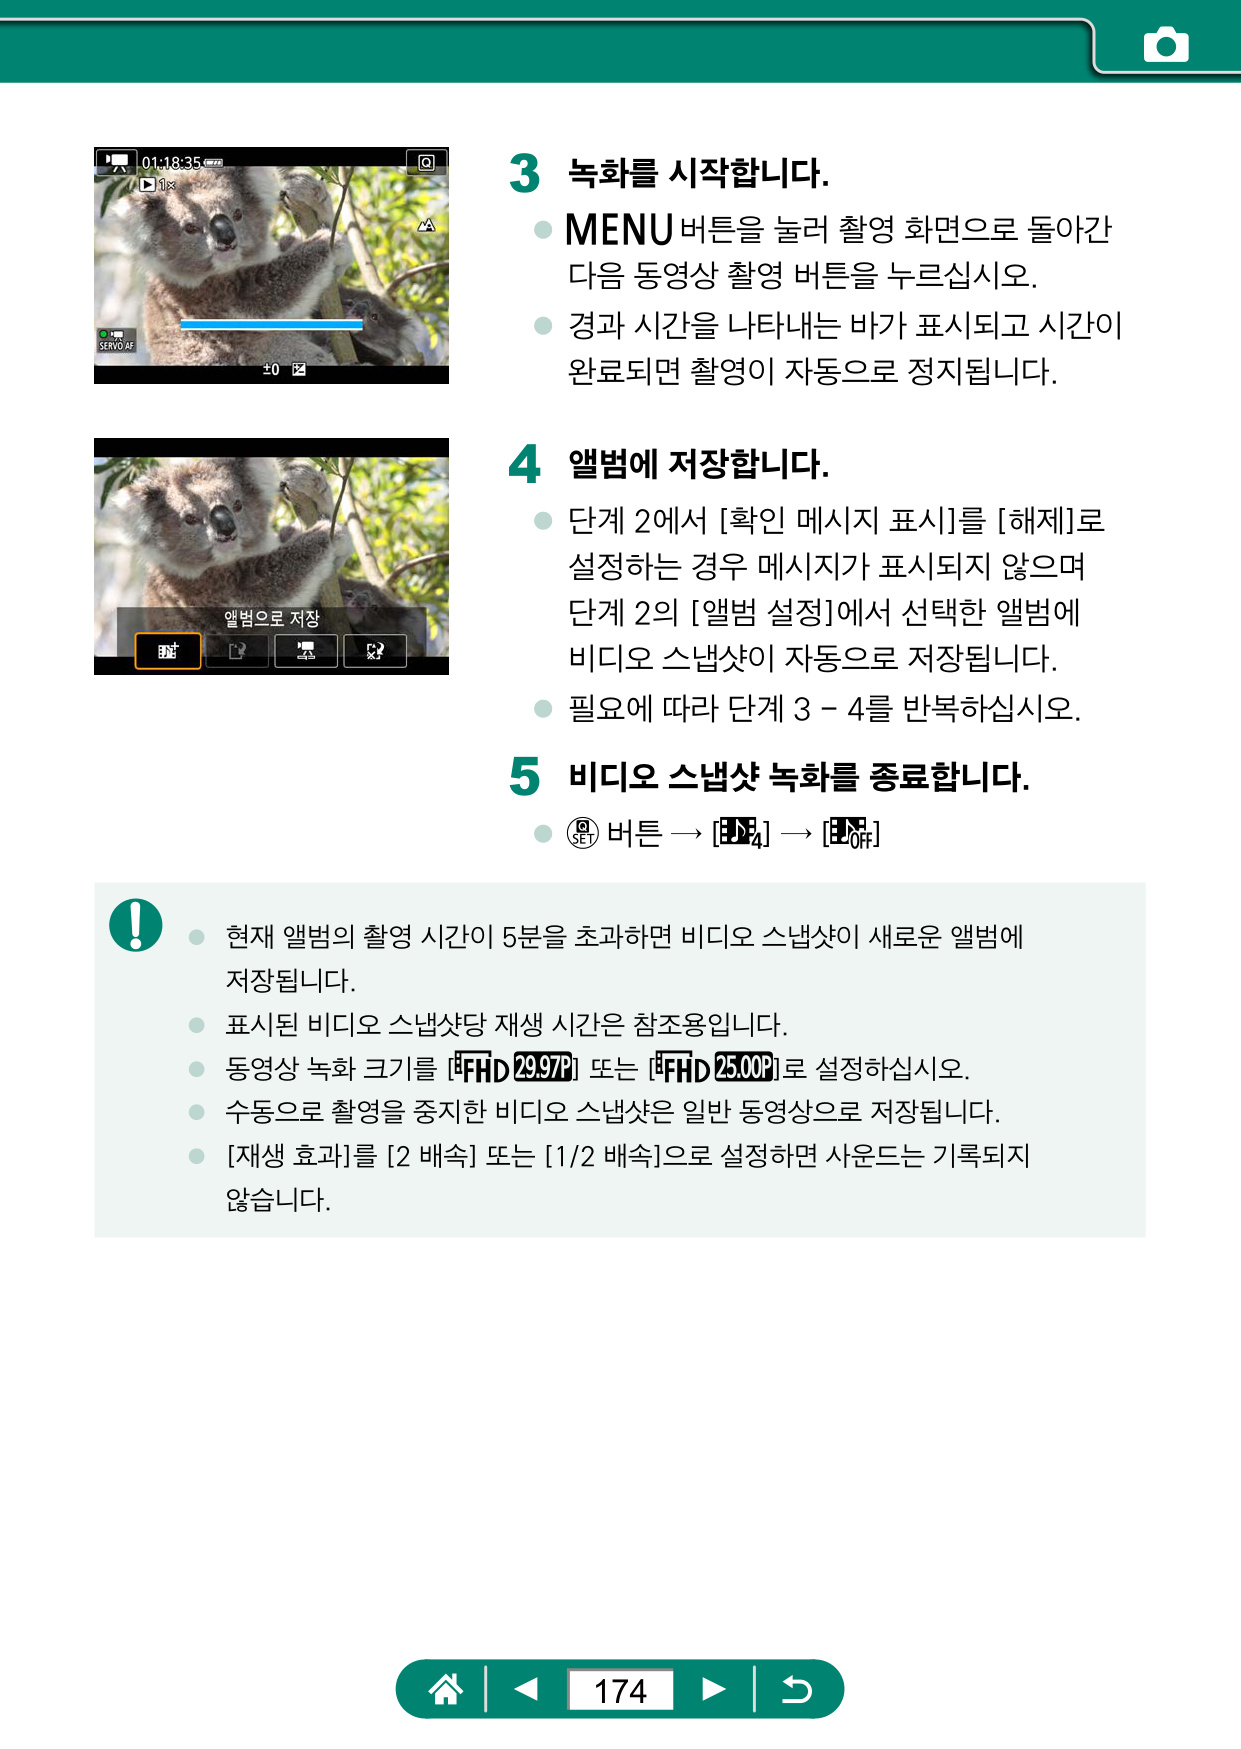 01:18:35
Q
1×
SERVO AF
±0
3 녹화를 시작합니다.
MENU 버튼을 눌러 촬영 화면으로 돌아간
다음 동영상 촬영 버튼을 누르십시오.
경과 시간을 나타내는 바가 표시되고 시간이
완료되면 촬영이 자동으로 정지됩니다.
앨범으로 저장
4 앨범에 저장합니다.
단계 2에서 [확인 메시지 표시]를 [해제]로
설정하는 경우 메시지가 표시되지 않으며
단계 2의 [앨범 설정]에서 선택한 앨범에
비디오 스냅샷이 자동으로 저장됩니다.
필요에 따라 단계 3 – 4를 반복하십시오.
5 비디오 스냅샷 녹화를 종료합니다.
Q SET 버튼 → [4] → [OFF]
현재 앨범의 촬영 시간이 5분을 초과하면 비디오 스냅샷이 새로운 앨범에
저장됩니다.
표시된 비디오 스냅샷당 재생 시간은 참조용입니다.
동영상 녹화 크기를 [FHD 29.97P] 또는 [FHD 25.00P]로 설정하십시오.
수동으로 촬영을 중지한 비디오 스냅샷은 일반 동영상으로 저장됩니다.
[재생 효과]를 [2 배속] 또는 [1/2 배속]으로 설정하면 사운드는 기록되지
않습니다.
174